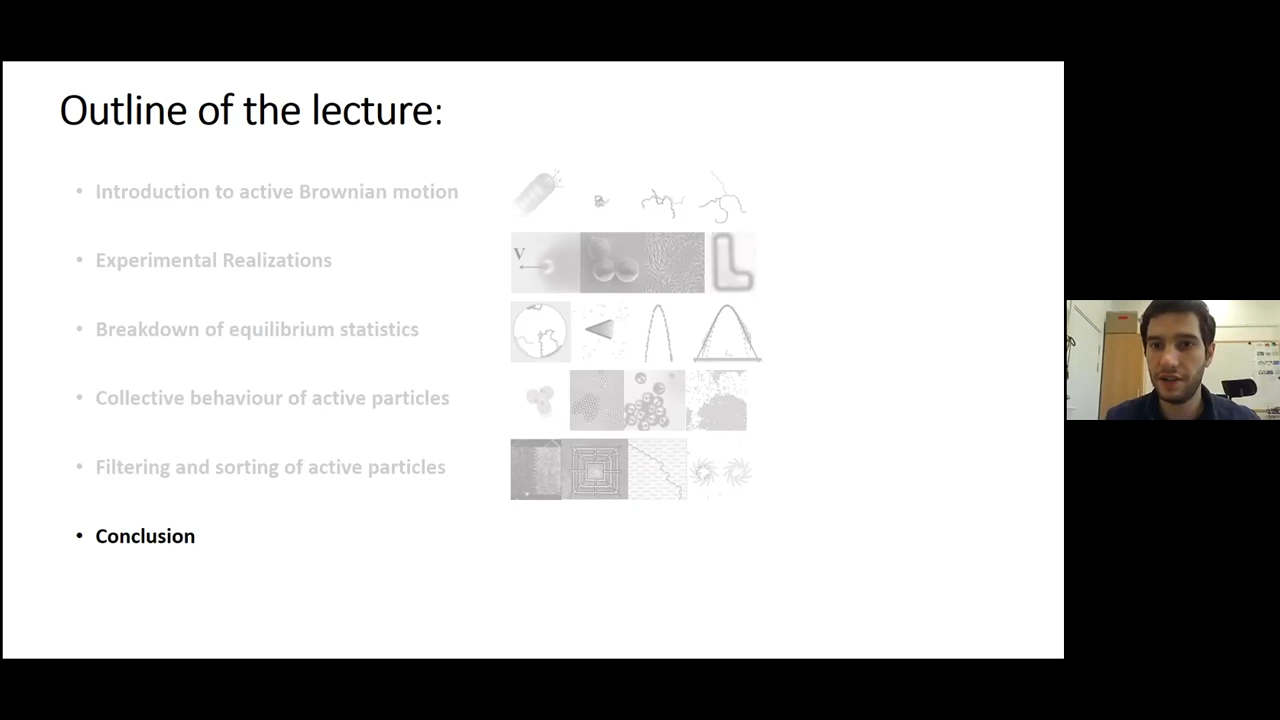 Outline of the lecture:
• Introduction to active Brownian motion
• Experimental Realizations
V
• Breakdown of equilibrium statistics
• Collective behaviour of active particles
• Filtering and sorting of active particles
• Conclusion